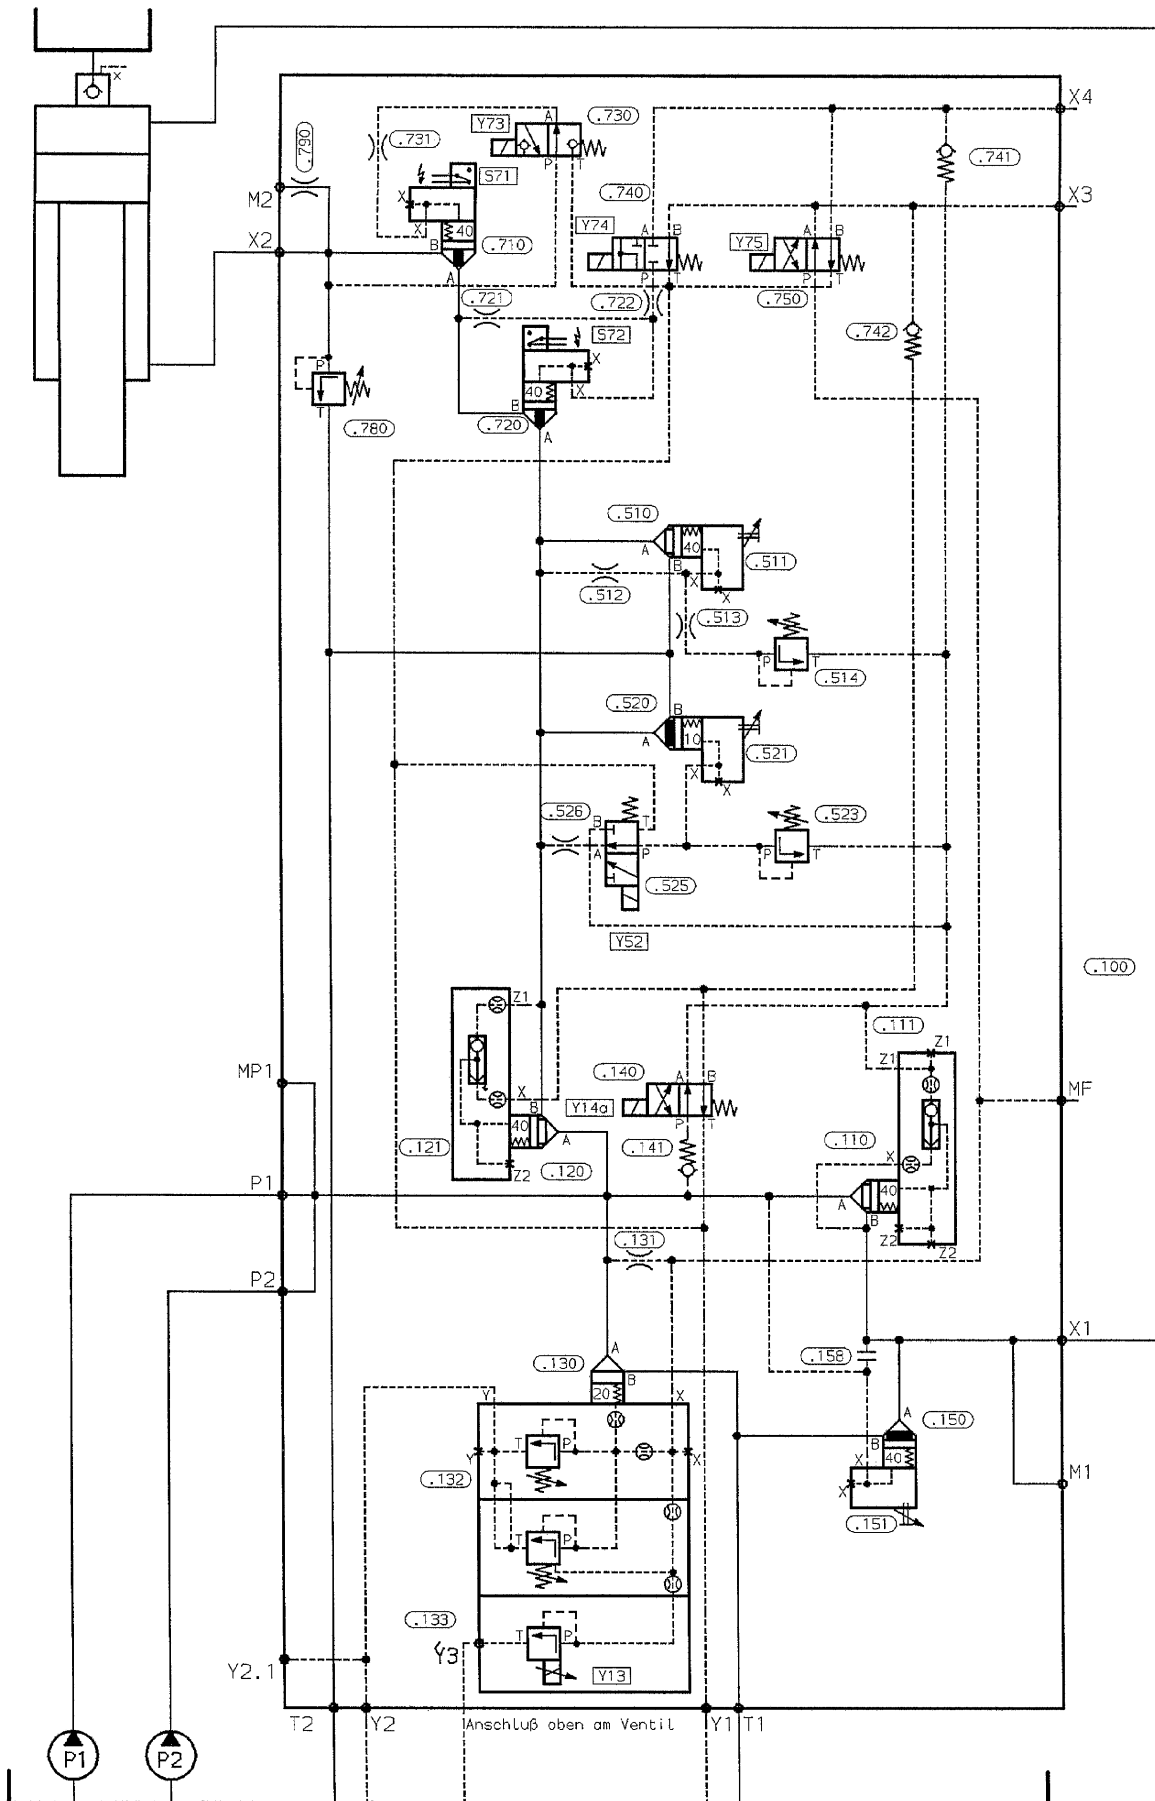 x
X4
.730
A
Y73
.731
.790
P
T
.741
S71
X
M2
.740
X3
X
40
Y74
A
B
Y75
A
B
X2
B
.710
A
P
T
P
T
.721
.722
.750
.742
S72
X
P
X
40
T
B
.780
.720
A
.510
A
40
B
X
.511
.512
X
.513
P
T
.514
.520
B
A
10
.521
X
X
.526
.523
B
T
A
P
P
T
.525
Y52
.100
Z1
.111
Z1
Z1
MP1
.140
A
B
MF
X
B
Y14a
40
A
P
T
.110
.121
.141
X
.120
Z2
P1
A
40
B
.131
Z2
Z2
P2
X1
A
.158
.130
B
Y
20
X
A
.150
T
P
B
40
Y
X
X
M1
.132
X
.151
T
P
.133
T
P
Y3
Y13
Y2.1
T2
Y2
Anschluß oben am Ventil
Y1
T1
P1
P2